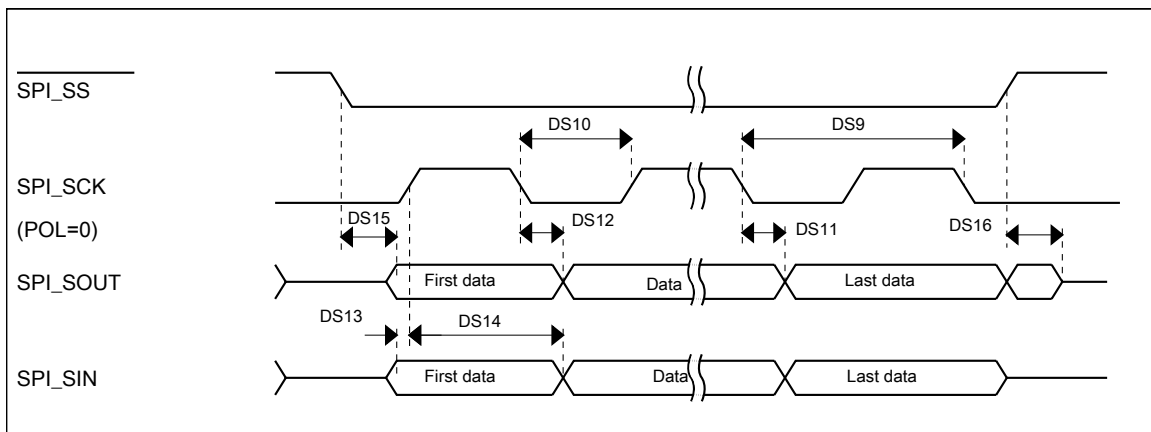 SPI_SS
DS10
DS9
SPI_SCK
(POL=0)
DS15
DS12
DS11
DS16
SPI_SOUT
First data
Data
Last data
DS13
DS14
SPI_SIN
First data
Data
Last data